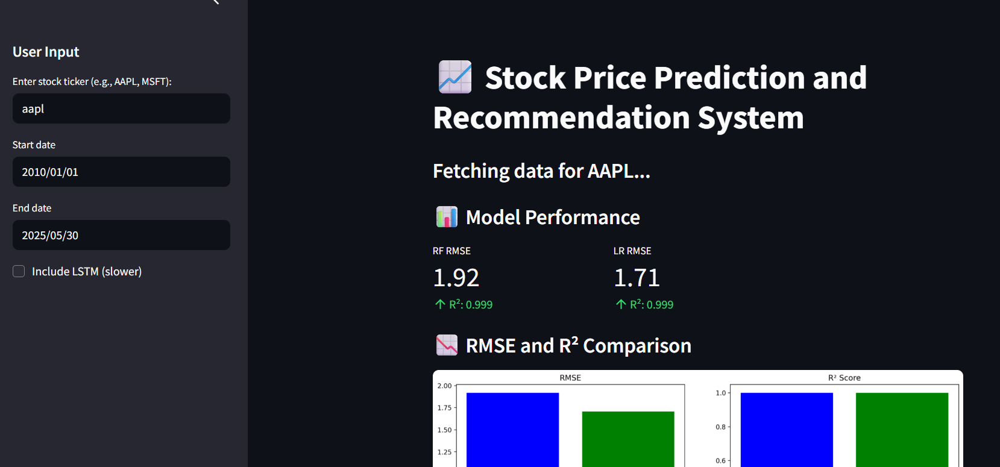 User Input
Enter stock ticker (e.g., AAPL, MSFT):
aapl
Start date
2010/01/01
End date
2025/05/30
Include LSTM (slower)
Stock Price Prediction and
Recommendation System
Fetching data for AAPL...
Model Performance
RF RMSE
1.92
↑ R²: 0.999
LR RMSE
1.71
↑ R²: 0.999
RMSE and R² Comparison
RMSE
2.00
1.75
1.50
1.25
R² Score
1.0
0.8
0.6